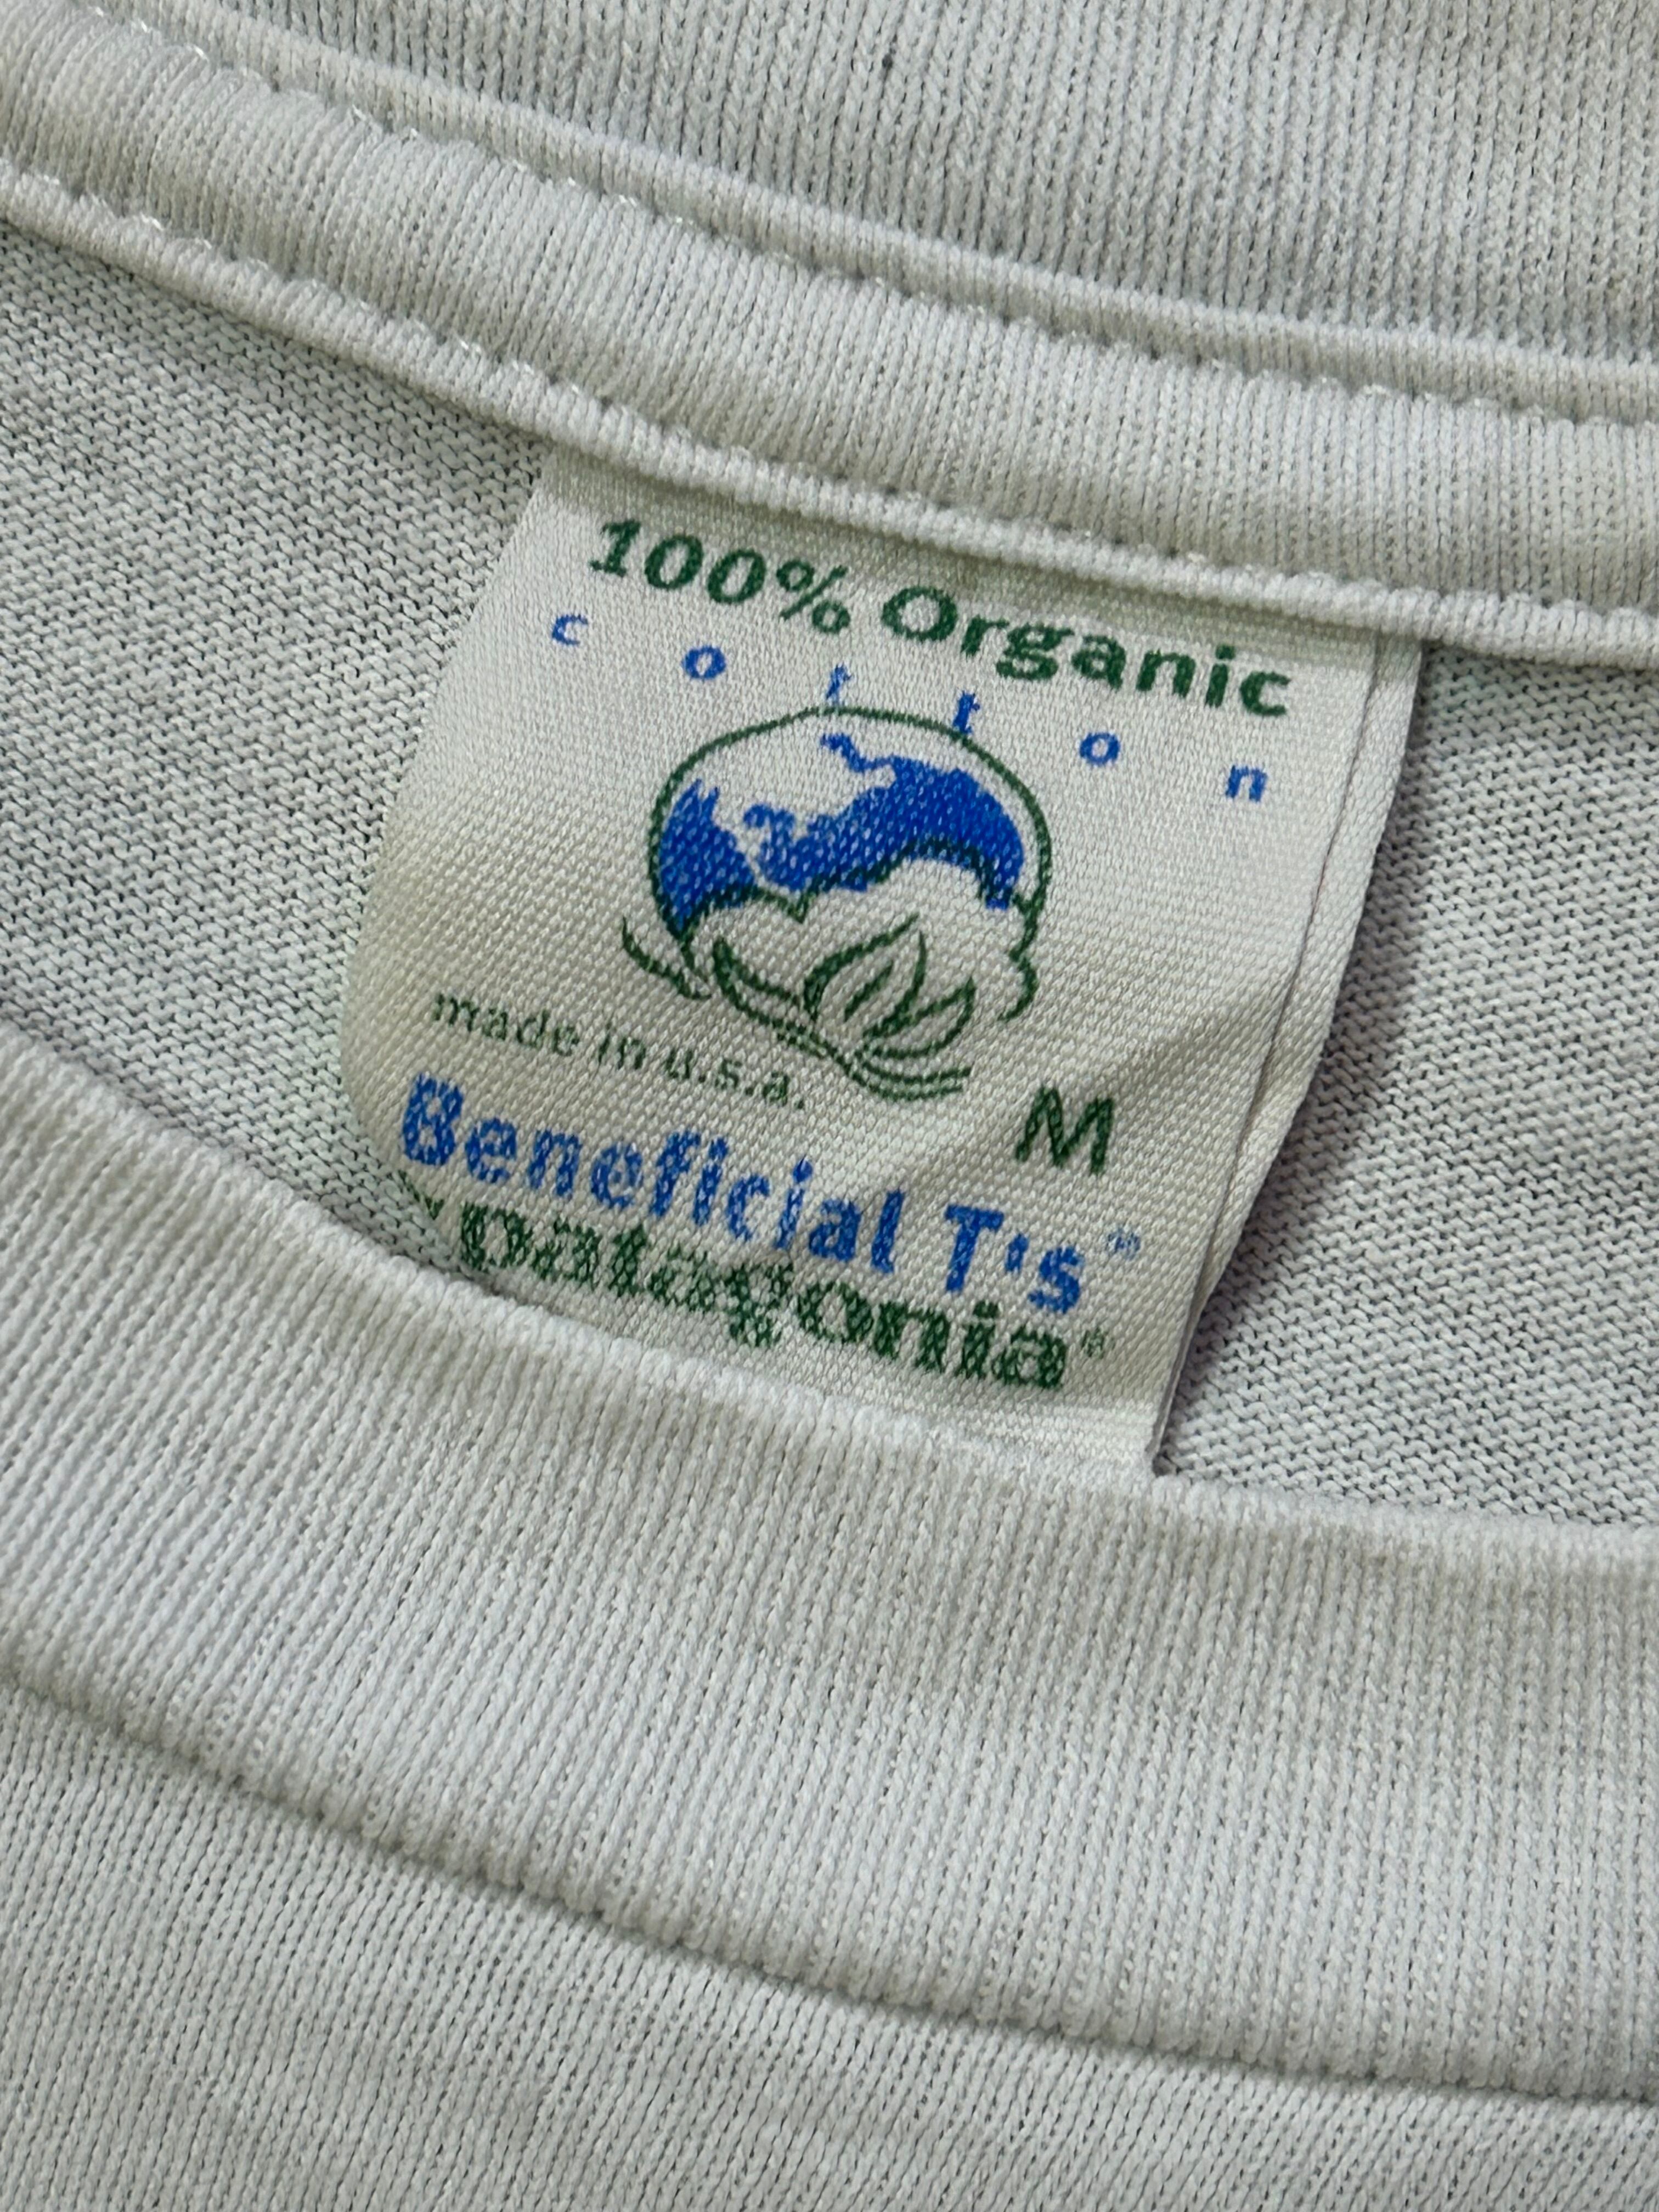 100% Organic
cotton
made in u.s.a.
M
Beneficial T's®
patagonia®